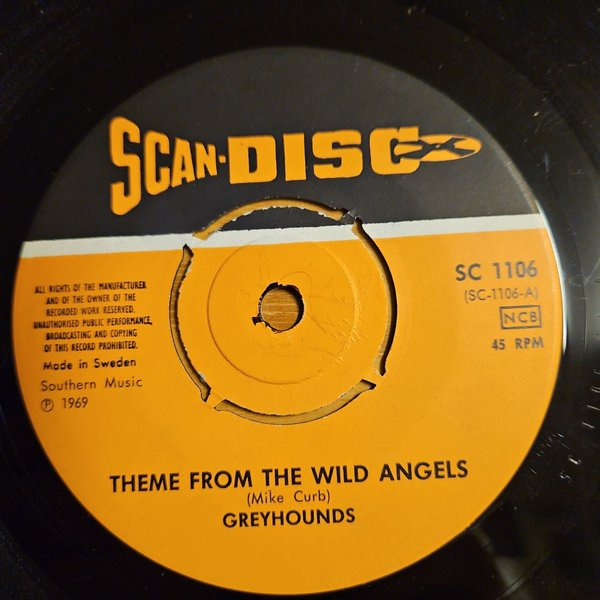 SCAN-DISC
ALL RIGHTS OF THE MANUFACTURER
AND OF THE OWNER OF THE
RECORDED WORK RESERVED.
UNAUTHORISED PUBLIC PERFORMANCE,
BROADCASTING AND COPYING
OF THIS RECORD PROHIBITED.
Made in Sweden
Southern Music
℗ 1969
SC 1106
(SC-1106-A)
NCB
45 RPM
THEME FROM THE WILD ANGELS
(Mike Curb)
GREYHOUNDS